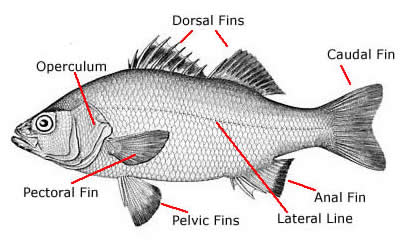 Dorsal Fins
Caudal Fin
Operculum
Pectoral Fin
Pelvic Fins
Anal Fin
Lateral Line